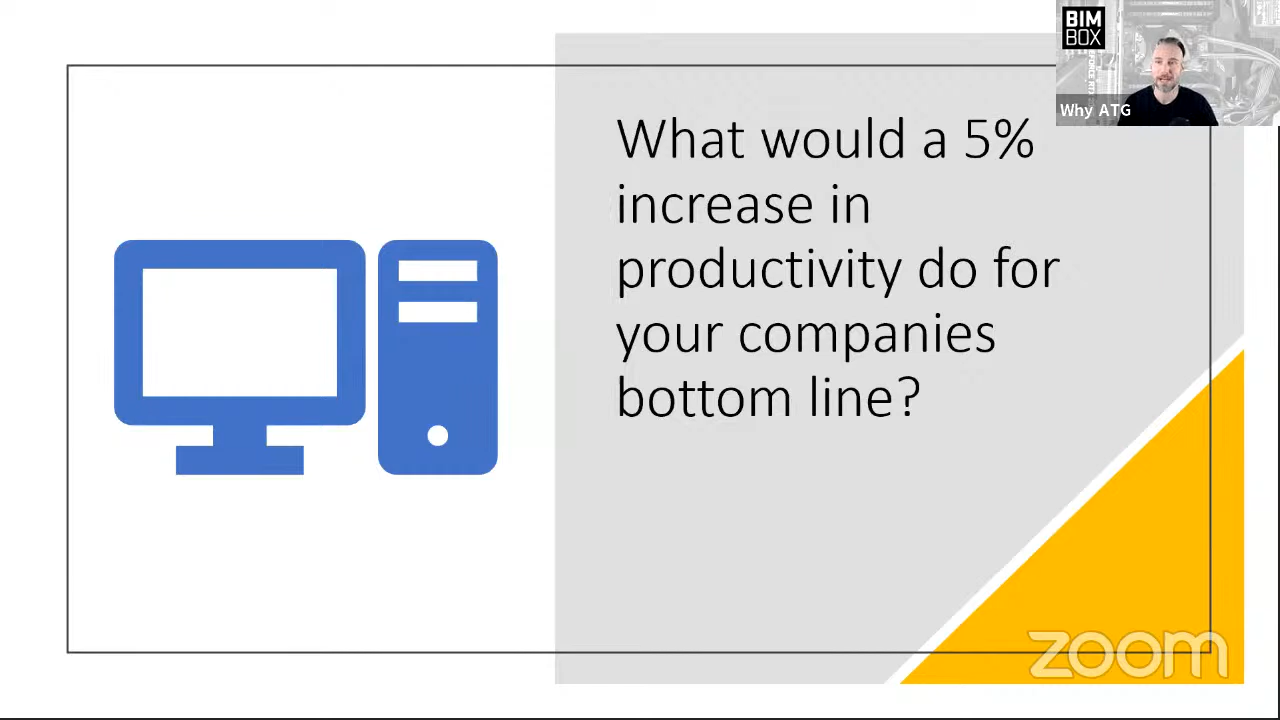 BIM
BOX
Why ATG
What would a 5%
increase in
productivity do for
your companies
bottom line?
zoom